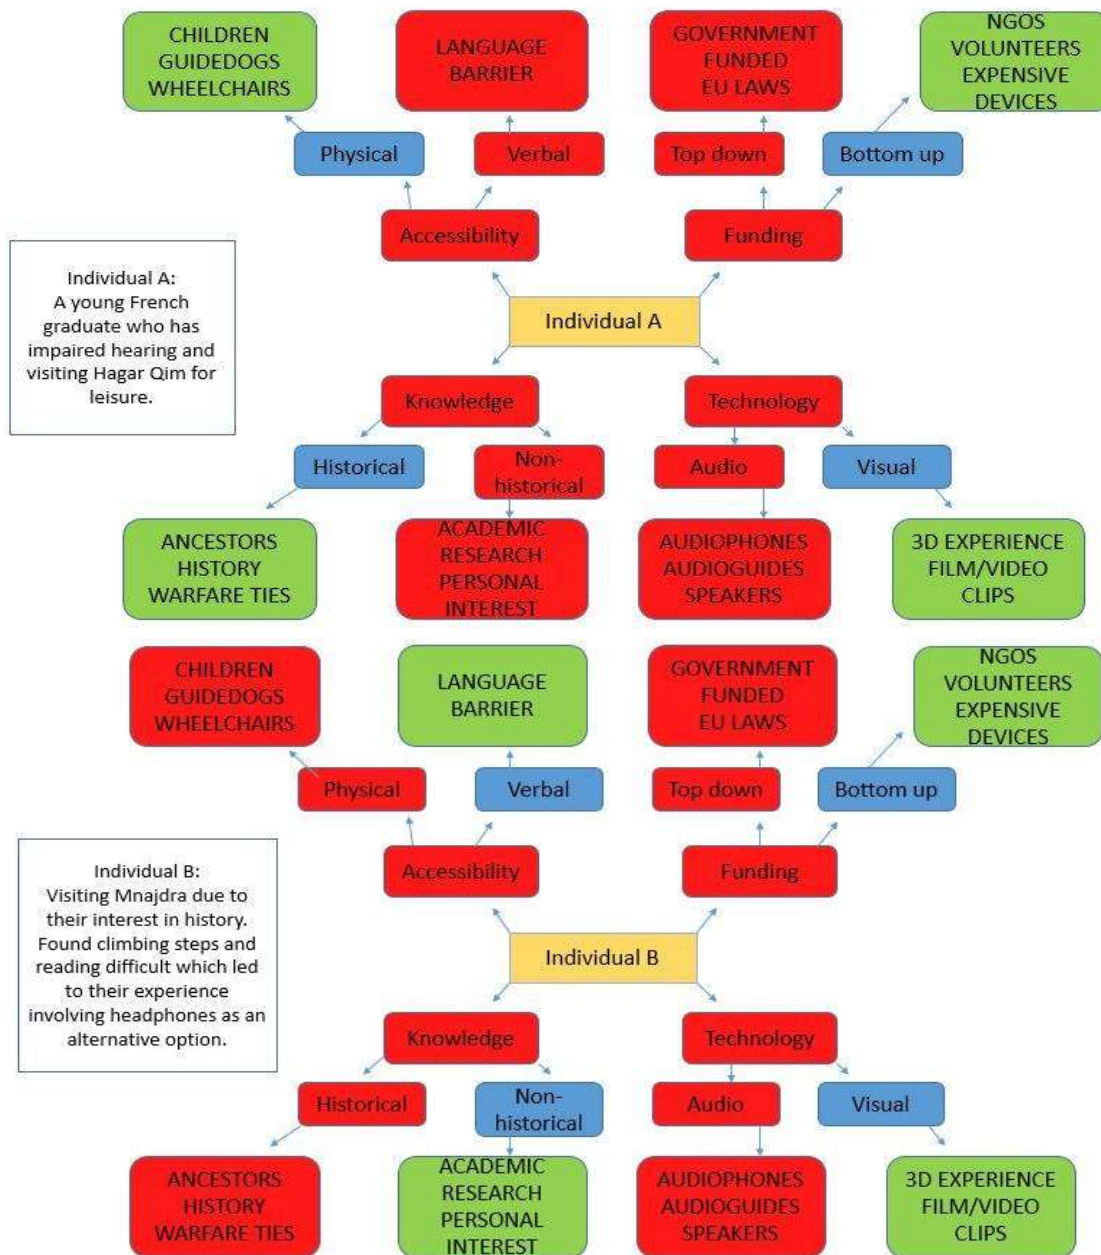 CHILDREN
GUIDEDOGS
WHEELCHAIRS
LANGUAGE
BARRIER
GOVERNMENT
FUNDED
EU LAWS
NGOS
VOLUNTEERS
EXPENSIVE
DEVICES
Physical
Verbal
Top down
Bottom up
Accessibility
Funding
Individual A:
A young French
graduate who has
impaired hearing and
visiting Hagar Qim for
leisure.
Individual A
Knowledge
Technology
Historical
Non-
historical
Audio
Visual
ANCESTORS
HISTORY
WARFARE TIES
ACADEMIC
RESEARCH
PERSONAL
INTEREST
AUDIOPHONES
AUDIOGUIDES
SPEAKERS
3D EXPERIENCE
FILM/VIDEO
CLIPS
CHILDREN
GUIDEDOGS
WHEELCHAIRS
LANGUAGE
BARRIER
GOVERNMENT
FUNDED
EU LAWS
NGOS
VOLUNTEERS
EXPENSIVE
DEVICES
Physical
Verbal
Top down
Bottom up
Accessibility
Funding
Individual B:
Visiting Mnajdra due to
their interest in history.
Found climbing steps and
reading difficult which led
to their experience
involving headphones as an
alternative option.
Individual B
Knowledge
Technology
Historical
Non-
historical
Audio
Visual
ANCESTORS
HISTORY
WARFARE TIES
ACADEMIC
RESEARCH
PERSONAL
INTEREST
AUDIOPHONES
AUDIOGUIDES
SPEAKERS
3D EXPERIENCE
FILM/VIDEO
CLIPS